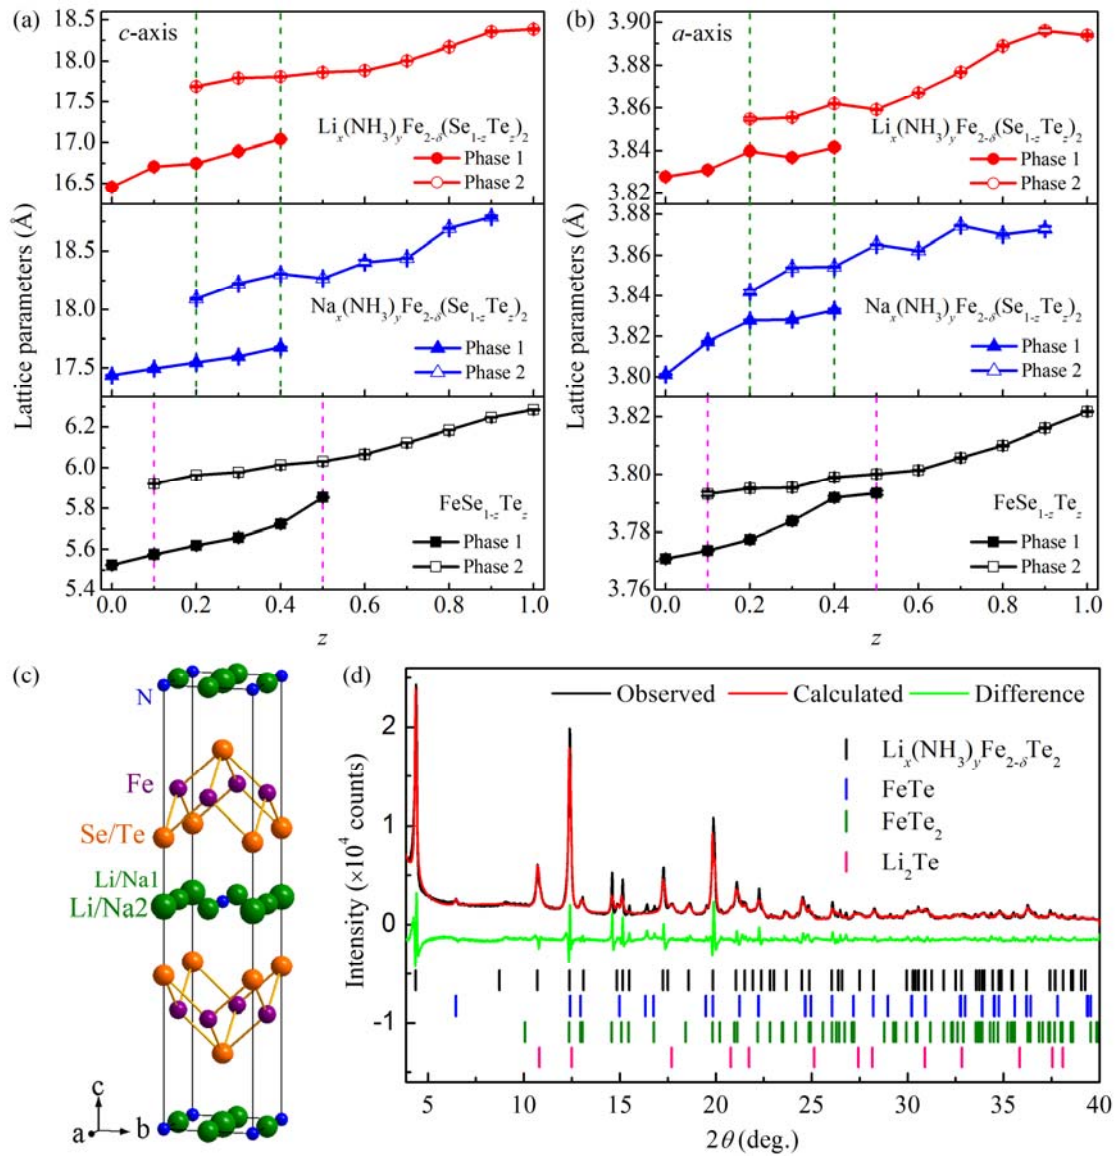 (a)
c-axis
18.5
18.0
17.5
17.0
16.5
Liₓ(NH₃)ᵧFe₂₋δ(Se₁₋zTez)₂
Phase 1
Phase 2
18.5
18.0
17.5
Naₓ(NH₃)ᵧFe₂₋δ(Se₁₋zTez)₂
Phase 1
Phase 2
6.2
6.0
5.8
5.6
5.4
FeSe₁₋zTez
Phase 1
Phase 2
Lattice parameters (Å)
0.0 0.2 0.4 0.6 0.8 1.0
z
(b)
a-axis
3.90
3.88
3.86
3.84
3.82
Liₓ(NH₃)ᵧFe₂₋δ(Se₁₋zTez)₂
Phase 1
Phase 2
3.88
3.86
3.84
3.82
3.80
Naₓ(NH₃)ᵧFe₂₋δ(Se₁₋zTez)₂
Phase 1
Phase 2
3.82
3.80
3.78
3.76
FeSe₁₋zTez
Phase 1
Phase 2
Lattice parameters (Å)
0.0 0.2 0.4 0.6 0.8 1.0
z
(c)
N
Fe
Se/Te
Li/Na1
Li/Na2
c
a
b
(d)
Observed Calculated Difference
Liₓ(NH₃)ᵧFe₂₋δTe₂
FeTe
FeTe₂
Li₂Te
2
1
0
-1
Intensity (×10⁴ counts)
5 10 15 20 25 30 35 40
2θ (deg.)